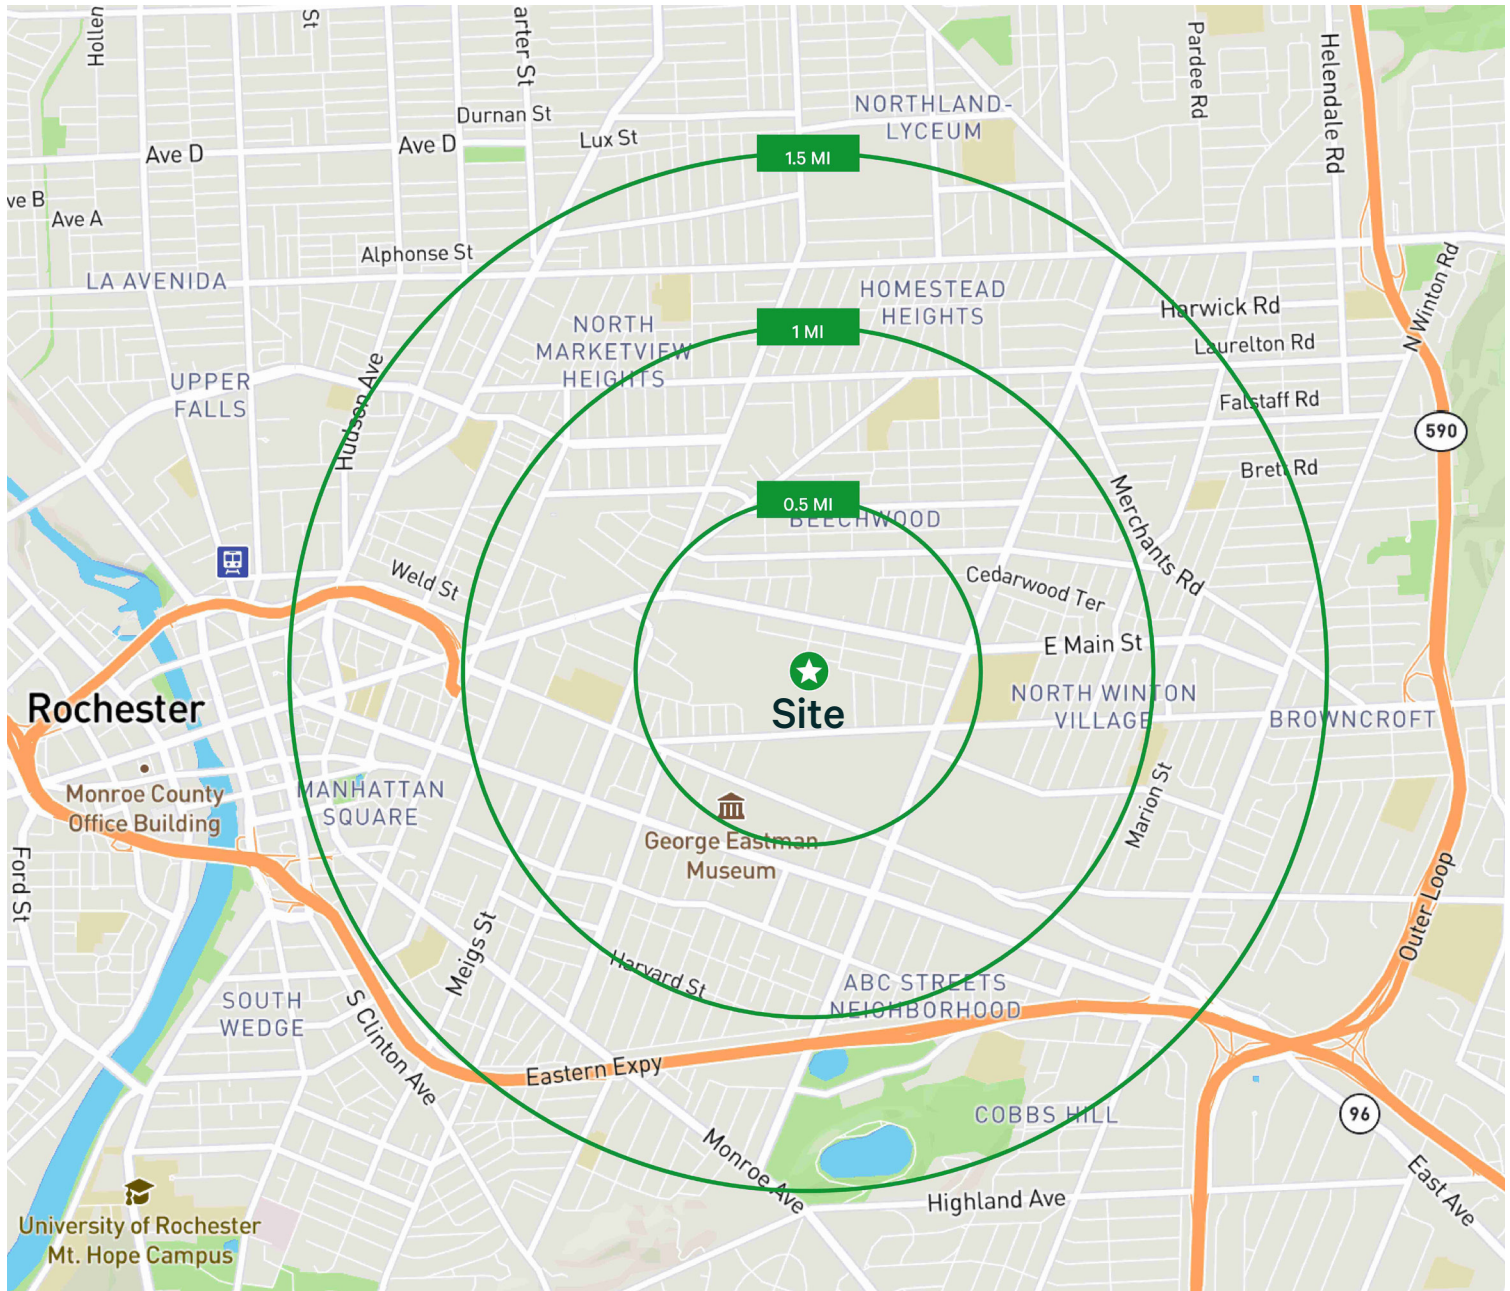 Hollen
St
arter St
Durnan St
Lux St
NORTHLAND-
LYCEUM
Pardee Rd
Helendale Rd
Ave D
Ave D
1.5 MI
ve B
Ave A
Alphonse St
LA AVENIDA
HOMESTEAD
HEIGHTS
Harwick Rd
N Winton Rd
NORTH
MARKETVIEW
HEIGHTS
1 MI
Laurelton Rd
UPPER
FALLS
Hudson Ave
Falstaff Rd
590
Brett Rd
0.5 MI
BEECHWOOD
Merchants Rd
Weld St
Cedarwood Ter
E Main St
Site
NORTH WINTON
VILLAGE
BROWNCROFT
Rochester
Monroe County
Office Building
MANHATTAN
SQUARE
Marion St
George Eastman
Museum
Ford St
Outer Loop
Meigs St
Harvard St
ABC STREETS
NEIGHBORHOOD
SOUTH
WEDGE
S Clinton Ave
Eastern Expy
COBBS HILL
96
Monroe Ave
Highland Ave
East Ave
University of Rochester
Mt. Hope Campus